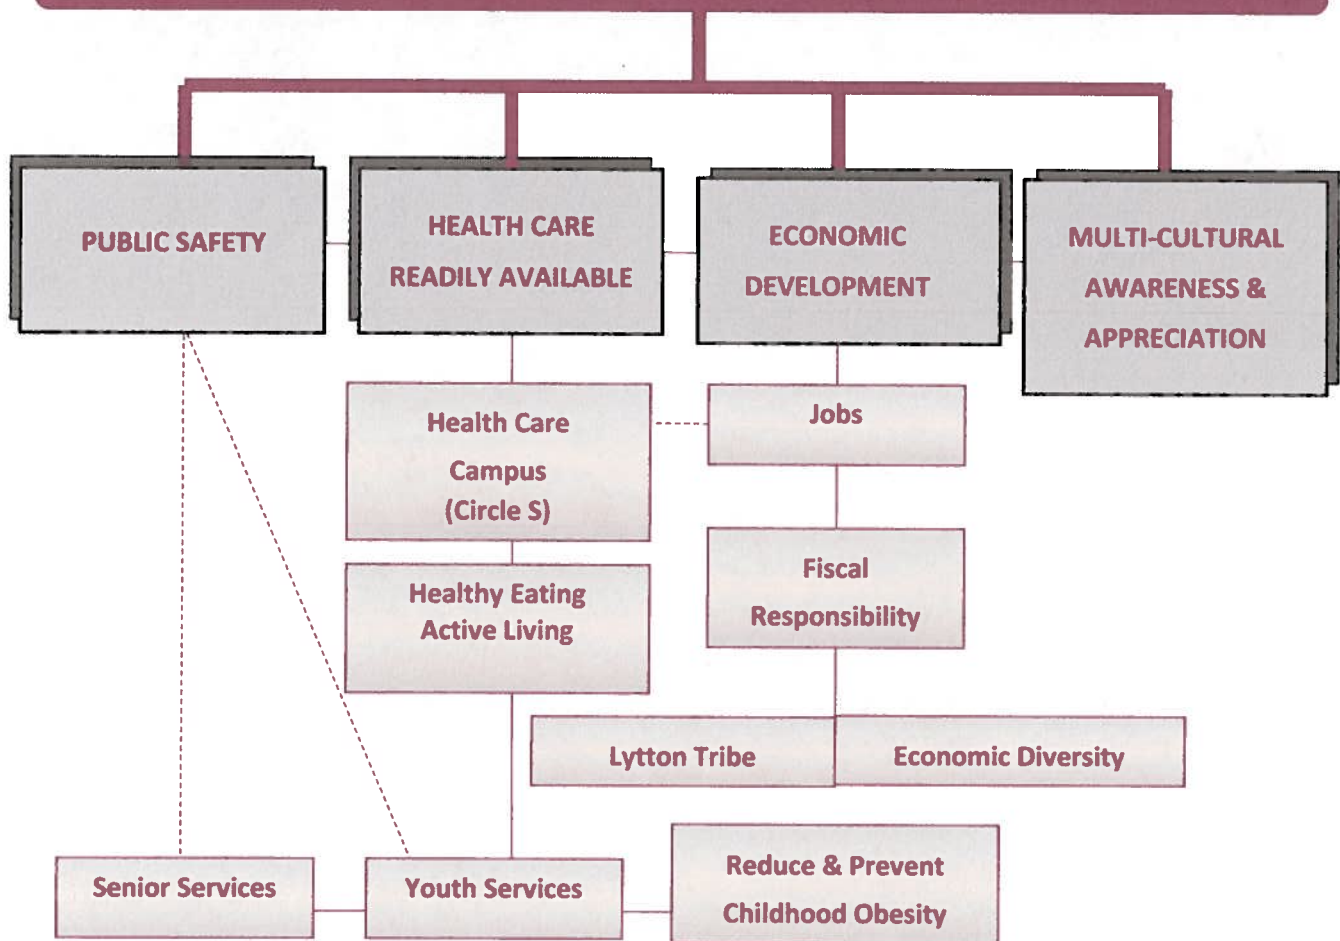 PUBLIC SAFETY
HEALTH CARE
READILY AVAILABLE
ECONOMIC
DEVELOPMENT
MULTI-CULTURAL
AWARENESS &
APPRECIATION
Health Care
Campus
(Circle S)
Jobs
Healthy Eating
Active Living
Fiscal
Responsibility
Lytton Tribe
Economic Diversity
Senior Services
Youth Services
Reduce & Prevent
Childhood Obesity